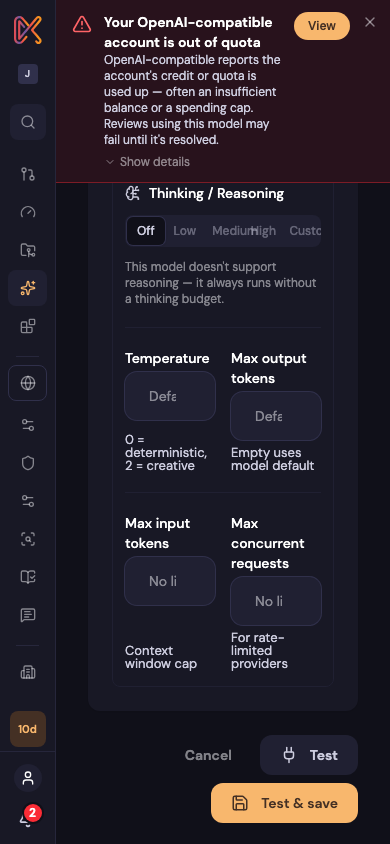 Your OpenAI-compatible
account is out of quota
View
OpenAI-compatible reports the
account's credit or quota is
used up — often an insufficient
balance or a spending cap.
Reviews using this model may
fail until it's resolved.
Show details
J
Thinking / Reasoning
Off Low Medium High Custo
This model doesn't support
reasoning — it always runs without
a thinking budget.
Temperature
Defa
0 =
deterministic,
2 = creative
Max output
tokens
Defa
Empty uses
model default
Max input
tokens
No li
Context
window cap
Max
concurrent
requests
No li
For rate-
limited
providers
10d
Cancel
Test
Test & save
2